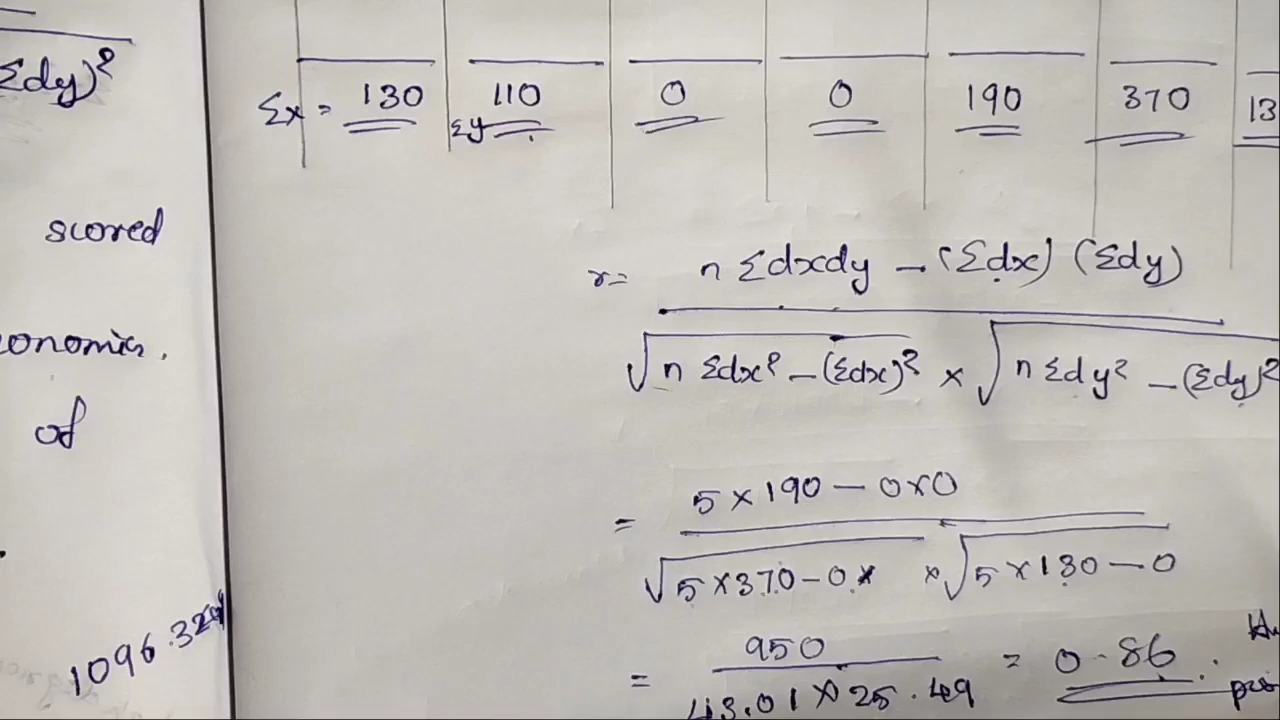 Σdy)²
scored
onomics.
of
1096.324
Σx = 130 Σy 110 0 0 190 370 13
r = n Σdxdy - (Σdx) (Σdy)
√n Σdx² - (Σdx)² × √n Σdy² - (Σdy)²
= 5 × 190 - 0×0
√5 × 370 - 0 × × √5 × 130 - 0
= 950 = 0.86.
43.01 × 25.49